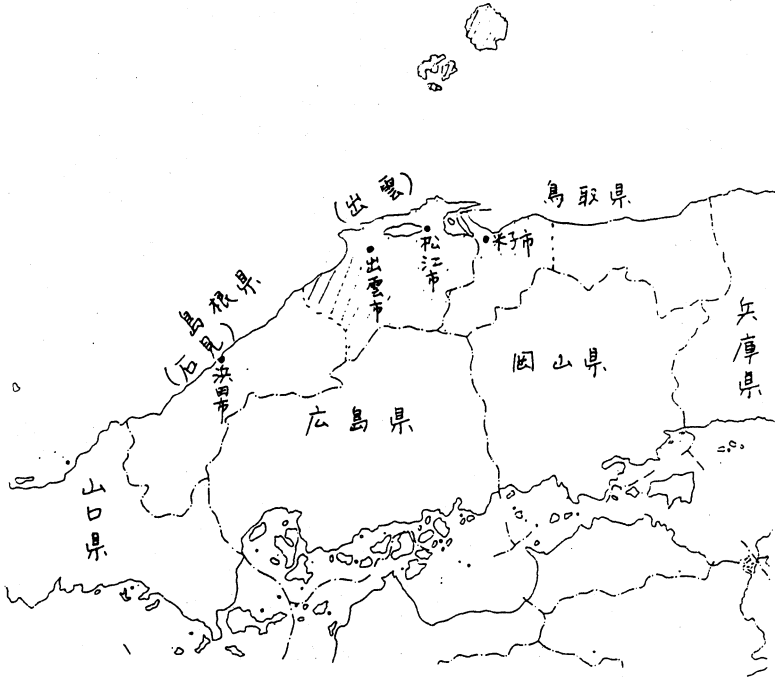 (出雲)
鳥取県
松江市
米子市
出雲市
島根県
(石見)
浜田市
兵庫県
岡山県
広島県
山口県